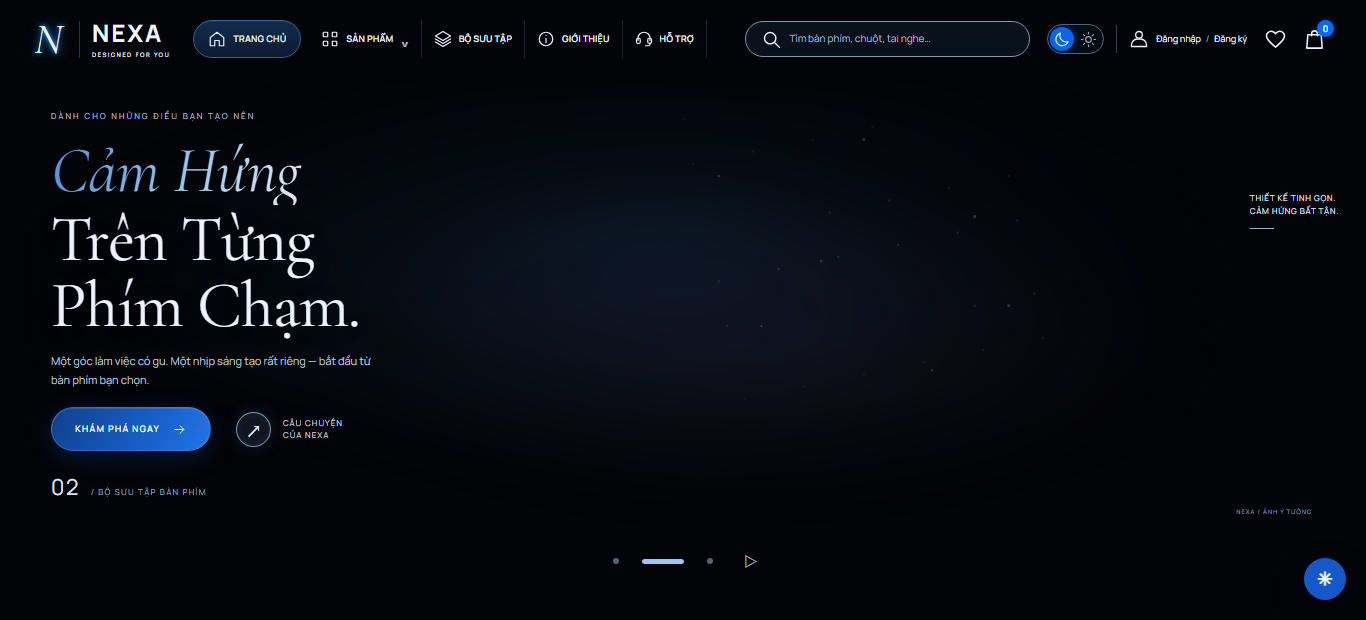 N
NEXA
DESIGNED FOR YOU
TRANG CHỦ
SẢN PHẨM
BỘ SƯU TẬP
GIỚI THIỆU
HỖ TRỢ
Tìm bàn phím, chuột, tai nghe...
Đăng nhập / Đăng ký
0
DÀNH CHO NHỮNG ĐIỀU BẠN TẠO NÊN
Cảm Hứng
Trên Từng
Phím Chạm.
THIẾT KẾ TINH GỌN.
CẢM HỨNG BẤT TẬN.
Một góc làm việc có gu. Một nhịp sáng tạo rất riêng — bắt đầu từ
bàn phím bạn chọn.
KHÁM PHÁ NGAY →
↗ CÂU CHUYỆN
CỦA NEXA
02 / BỘ SƯU TẬP BÀN PHÍM
NEXA / ẢNH Ý TƯỞNG